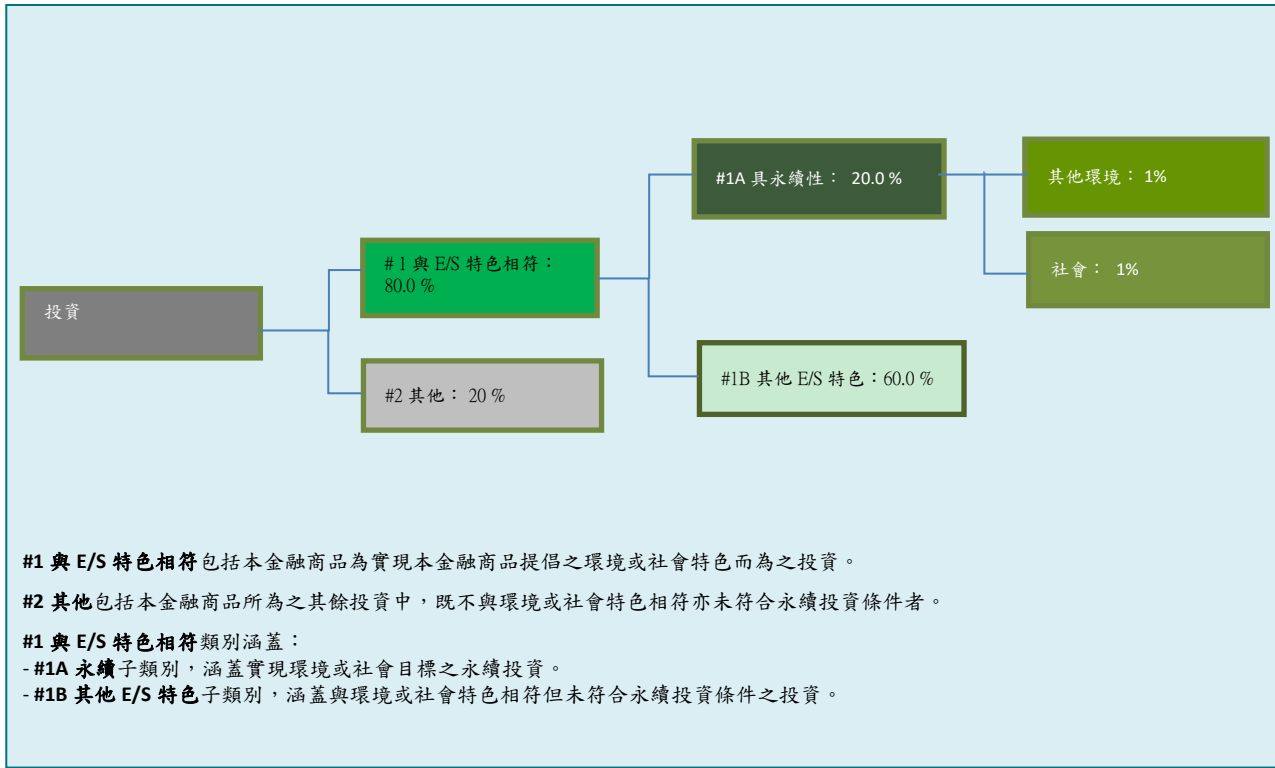 #1A 具永續性： 20.0 %
其他環境： 1%
# 1 與 E/S 特色相符：
80.0 %
社會： 1%
投資
#1B 其他 E/S 特色：60.0 %
#2 其他： 20 %
#1 與 E/S 特色相符包括本金融商品為實現本金融商品提倡之環境或社會特色而為之投資。
#2 其他包括本金融商品所為之其餘投資中，既不與環境或社會特色相符亦未符合永續投資條件者。
#1 與 E/S 特色相符類別涵蓋：
- #1A 永續子類別，涵蓋實現環境或社會目標之永續投資。
- #1B 其他 E/S 特色子類別，涵蓋與環境或社會特色相符但未符合永續投資條件之投資。